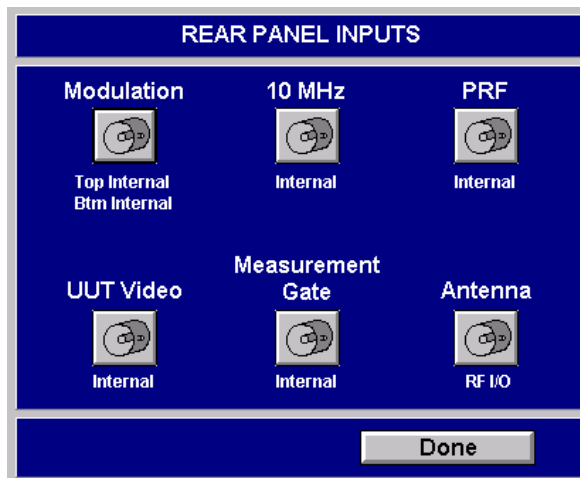 REAR PANEL INPUTS
Modulation 10 MHz PRF
Top Internal Internal Internal
Btm Internal
Measurement
UUT Video Gate Antenna
Internal Internal RF I/O
Done